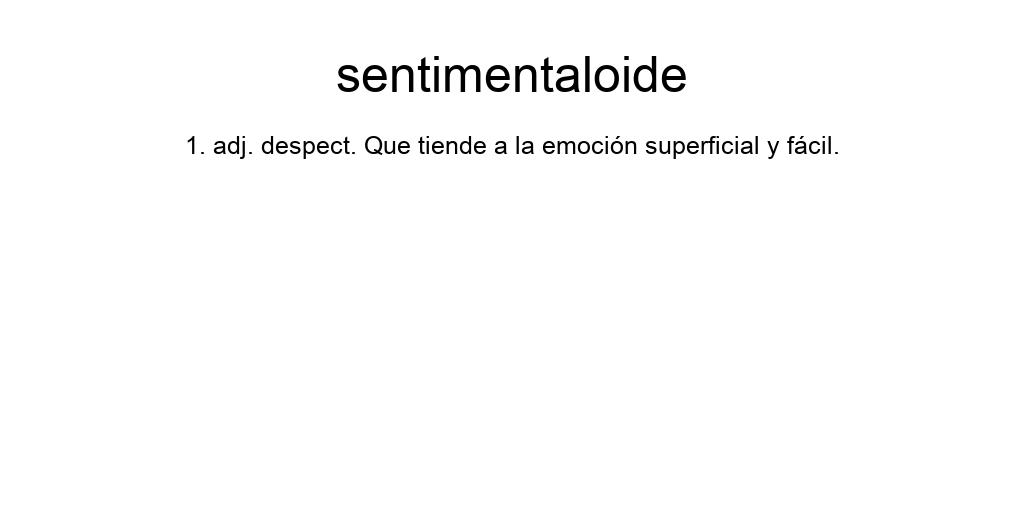 sentimentaloide
1. adj. despect. Que tiende a la emoción superficial y fácil.